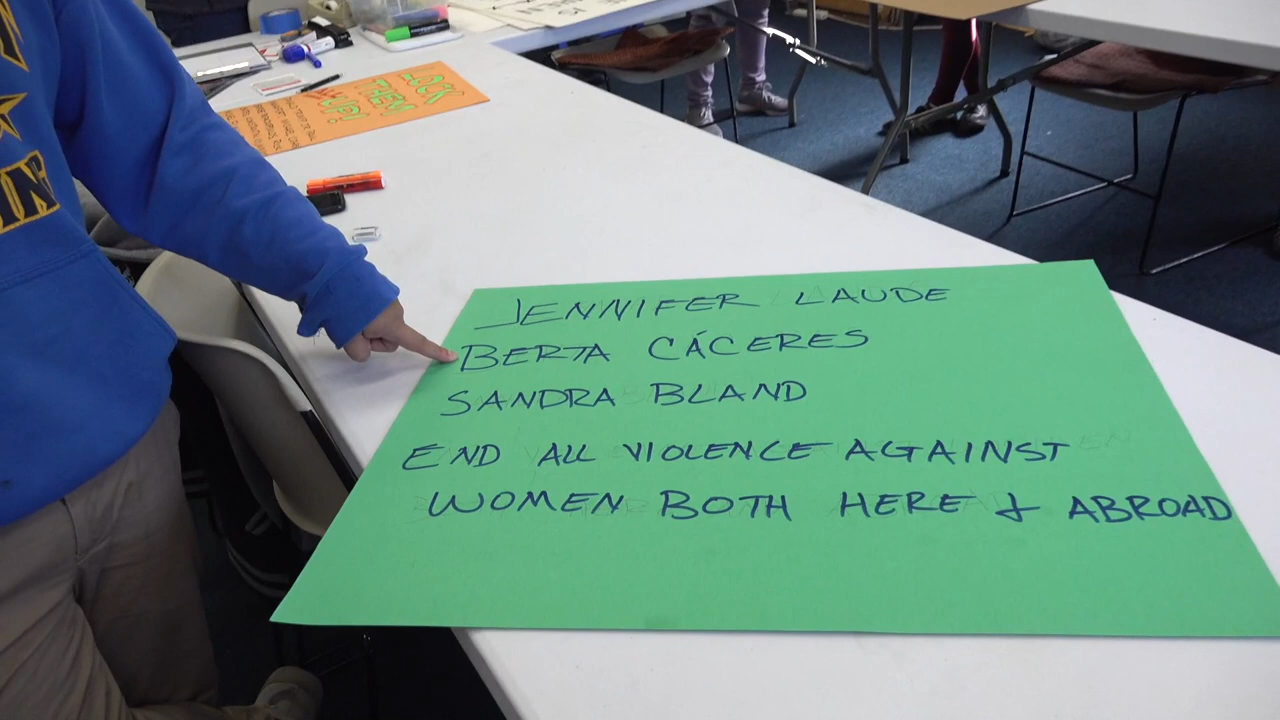 JENNIFER LAUDE
BERTA CÁCERES
SANDRA BLAND
END ALL VIOLENCE AGAINST
WOMEN BOTH HERE & ABROAD
LOCK
THEM
UP!